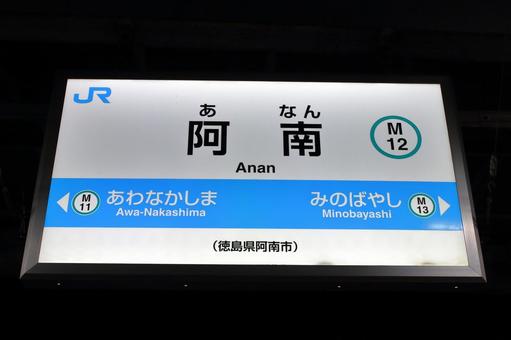 JR
あ なん
阿南
Anan
M
12
M
11
あわなかしま
Awa-Nakashima
みのばやし
Minobayashi
M
13
（徳島県阿南市）